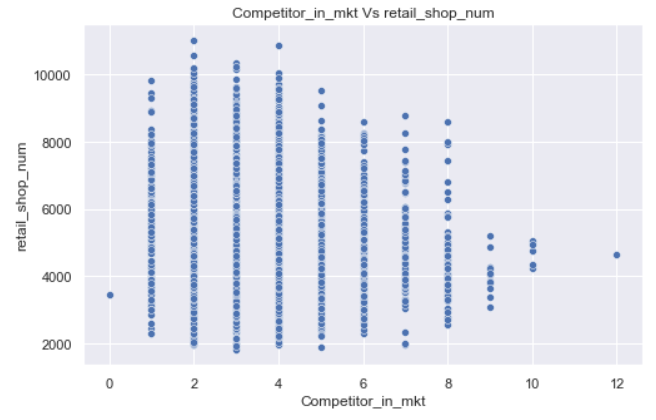 Competitor_in_mkt Vs retail_shop_num
10000
8000
6000
4000
2000
retail_shop_num
0 2 4 6 8 10 12
Competitor_in_mkt